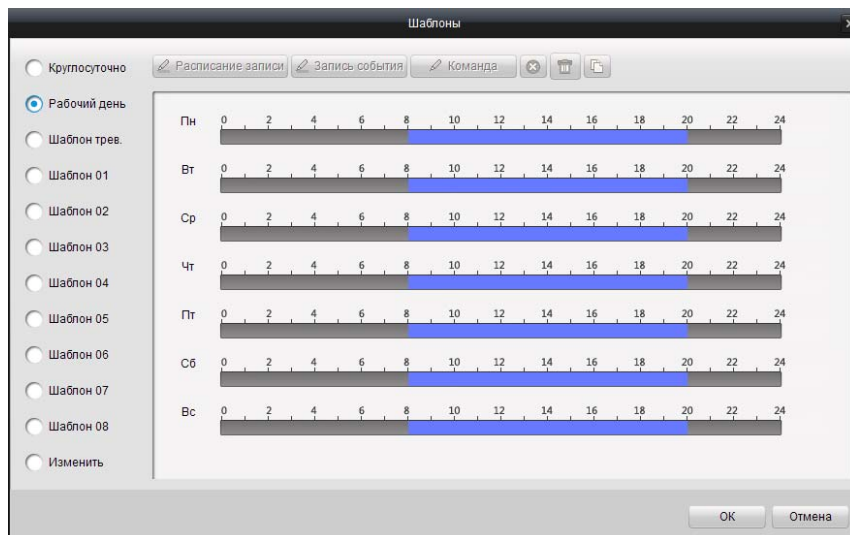 Шаблоны
Круглосуточно
Рабочий день
Шаблон трев.
Шаблон 01
Шаблон 02
Шаблон 03
Шаблон 04
Шаблон 05
Шаблон 06
Шаблон 07
Шаблон 08
Изменить
Расписание записи Запись события Команда
Пн 0 2 4 6 8 10 12 14 16 18 20 22 24
Вт 0 2 4 6 8 10 12 14 16 18 20 22 24
Ср 0 2 4 6 8 10 12 14 16 18 20 22 24
Чт 0 2 4 6 8 10 12 14 16 18 20 22 24
Пт 0 2 4 6 8 10 12 14 16 18 20 22 24
Сб 0 2 4 6 8 10 12 14 16 18 20 22 24
Вс 0 2 4 6 8 10 12 14 16 18 20 22 24
ОК Отмена